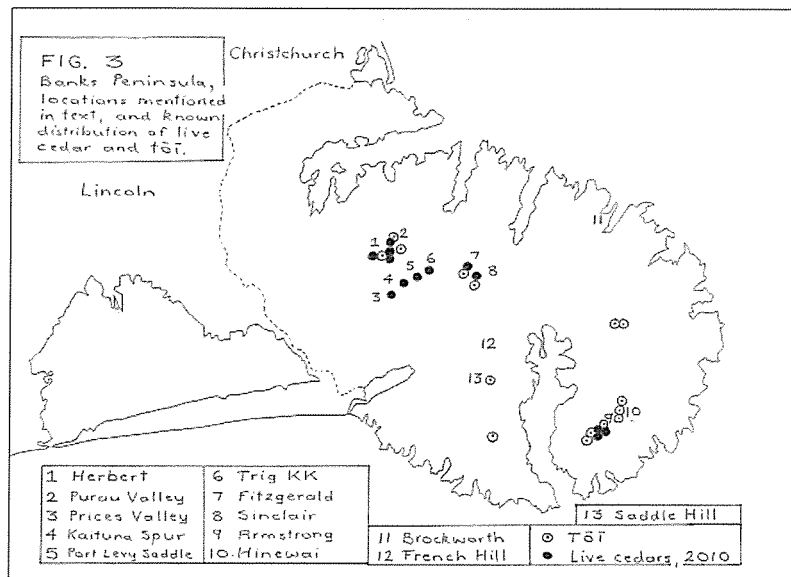 FIG. 3
Banks Peninsula,
locations mentioned
in text, and known
distribution of live
cedar and tōī.
Christchurch
Lincoln
11
2
1
7
6
5
8
4
3
12
13
10
9
1 Herbert
2 Purau Valley
3 Prices Valley
4 Kaituna Spur
5 Port Levy Saddle
6 Trig KK
7 Fitzgerald
8 Sinclair
9 Armstrong
10. Hinewai
11 Brockworth
12 French Hill
13 Saddle Hill
Tōī
Live cedars, 2010